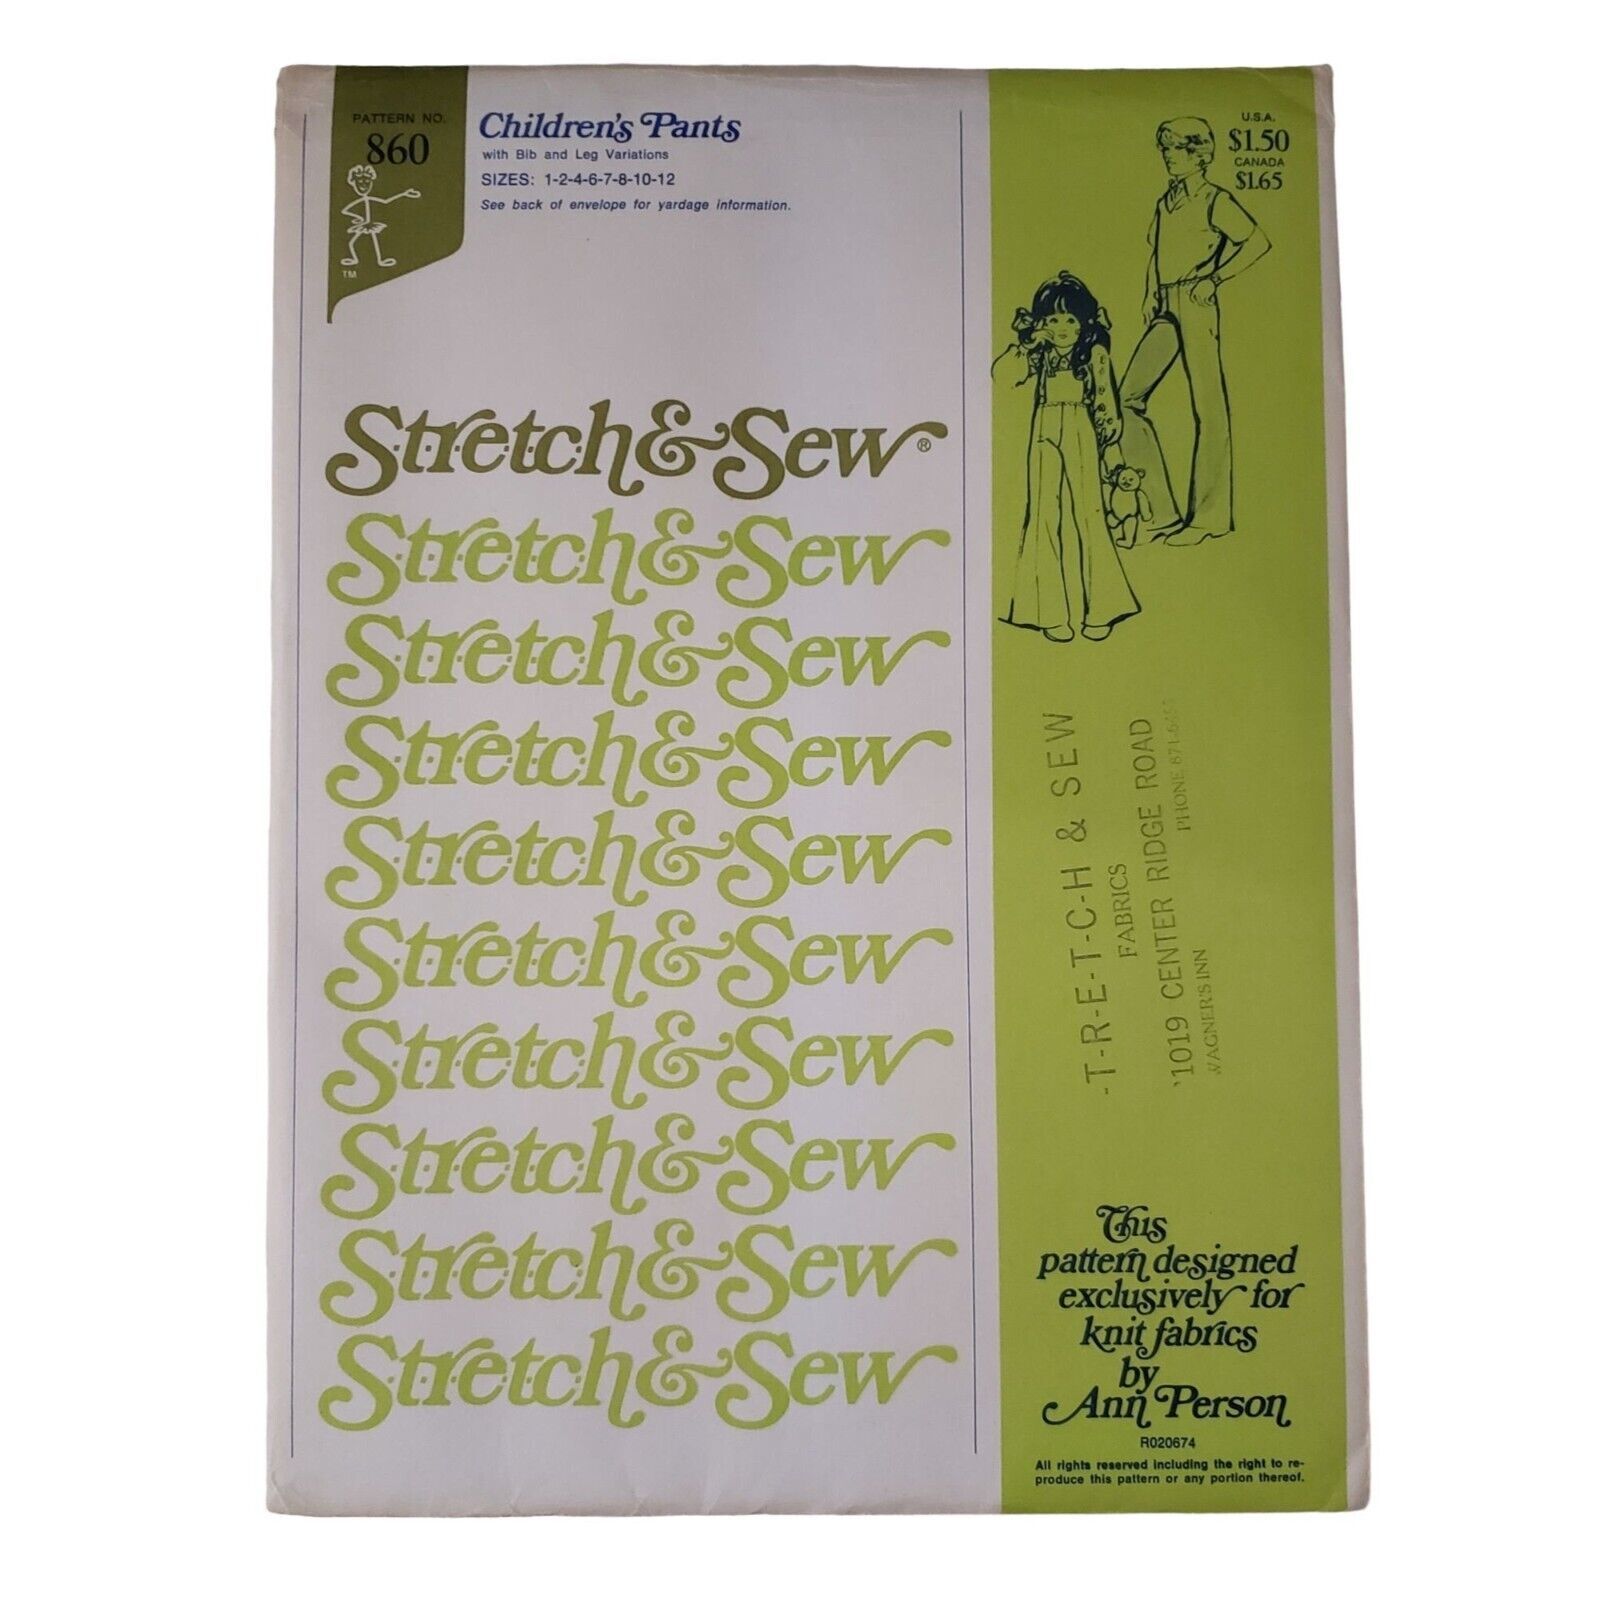 PATTERN NO.
860
TM
Children's Pants
with Bib and Leg Variations
SIZES: 1-2-4-6-7-8-10-12
See back of envelope for yardage information.
U.S.A.
$1.50
CANADA
$1.65
Stretch & Sew®
Stretch & Sew
Stretch & Sew
Stretch & Sew
Stretch & Sew
Stretch & Sew
Stretch & Sew
Stretch & Sew
Stretch & Sew
Stretch & Sew
-T-R-E-T-C-H & SEW
FABRICS
1019 CENTER RIDGE ROAD
WAGNER'S INN PHONE 871-
This
pattern designed
exclusively for
knit fabrics
by
Ann Person
R020674
All rights reserved including the right to re-
produce this pattern or any portion thereof.